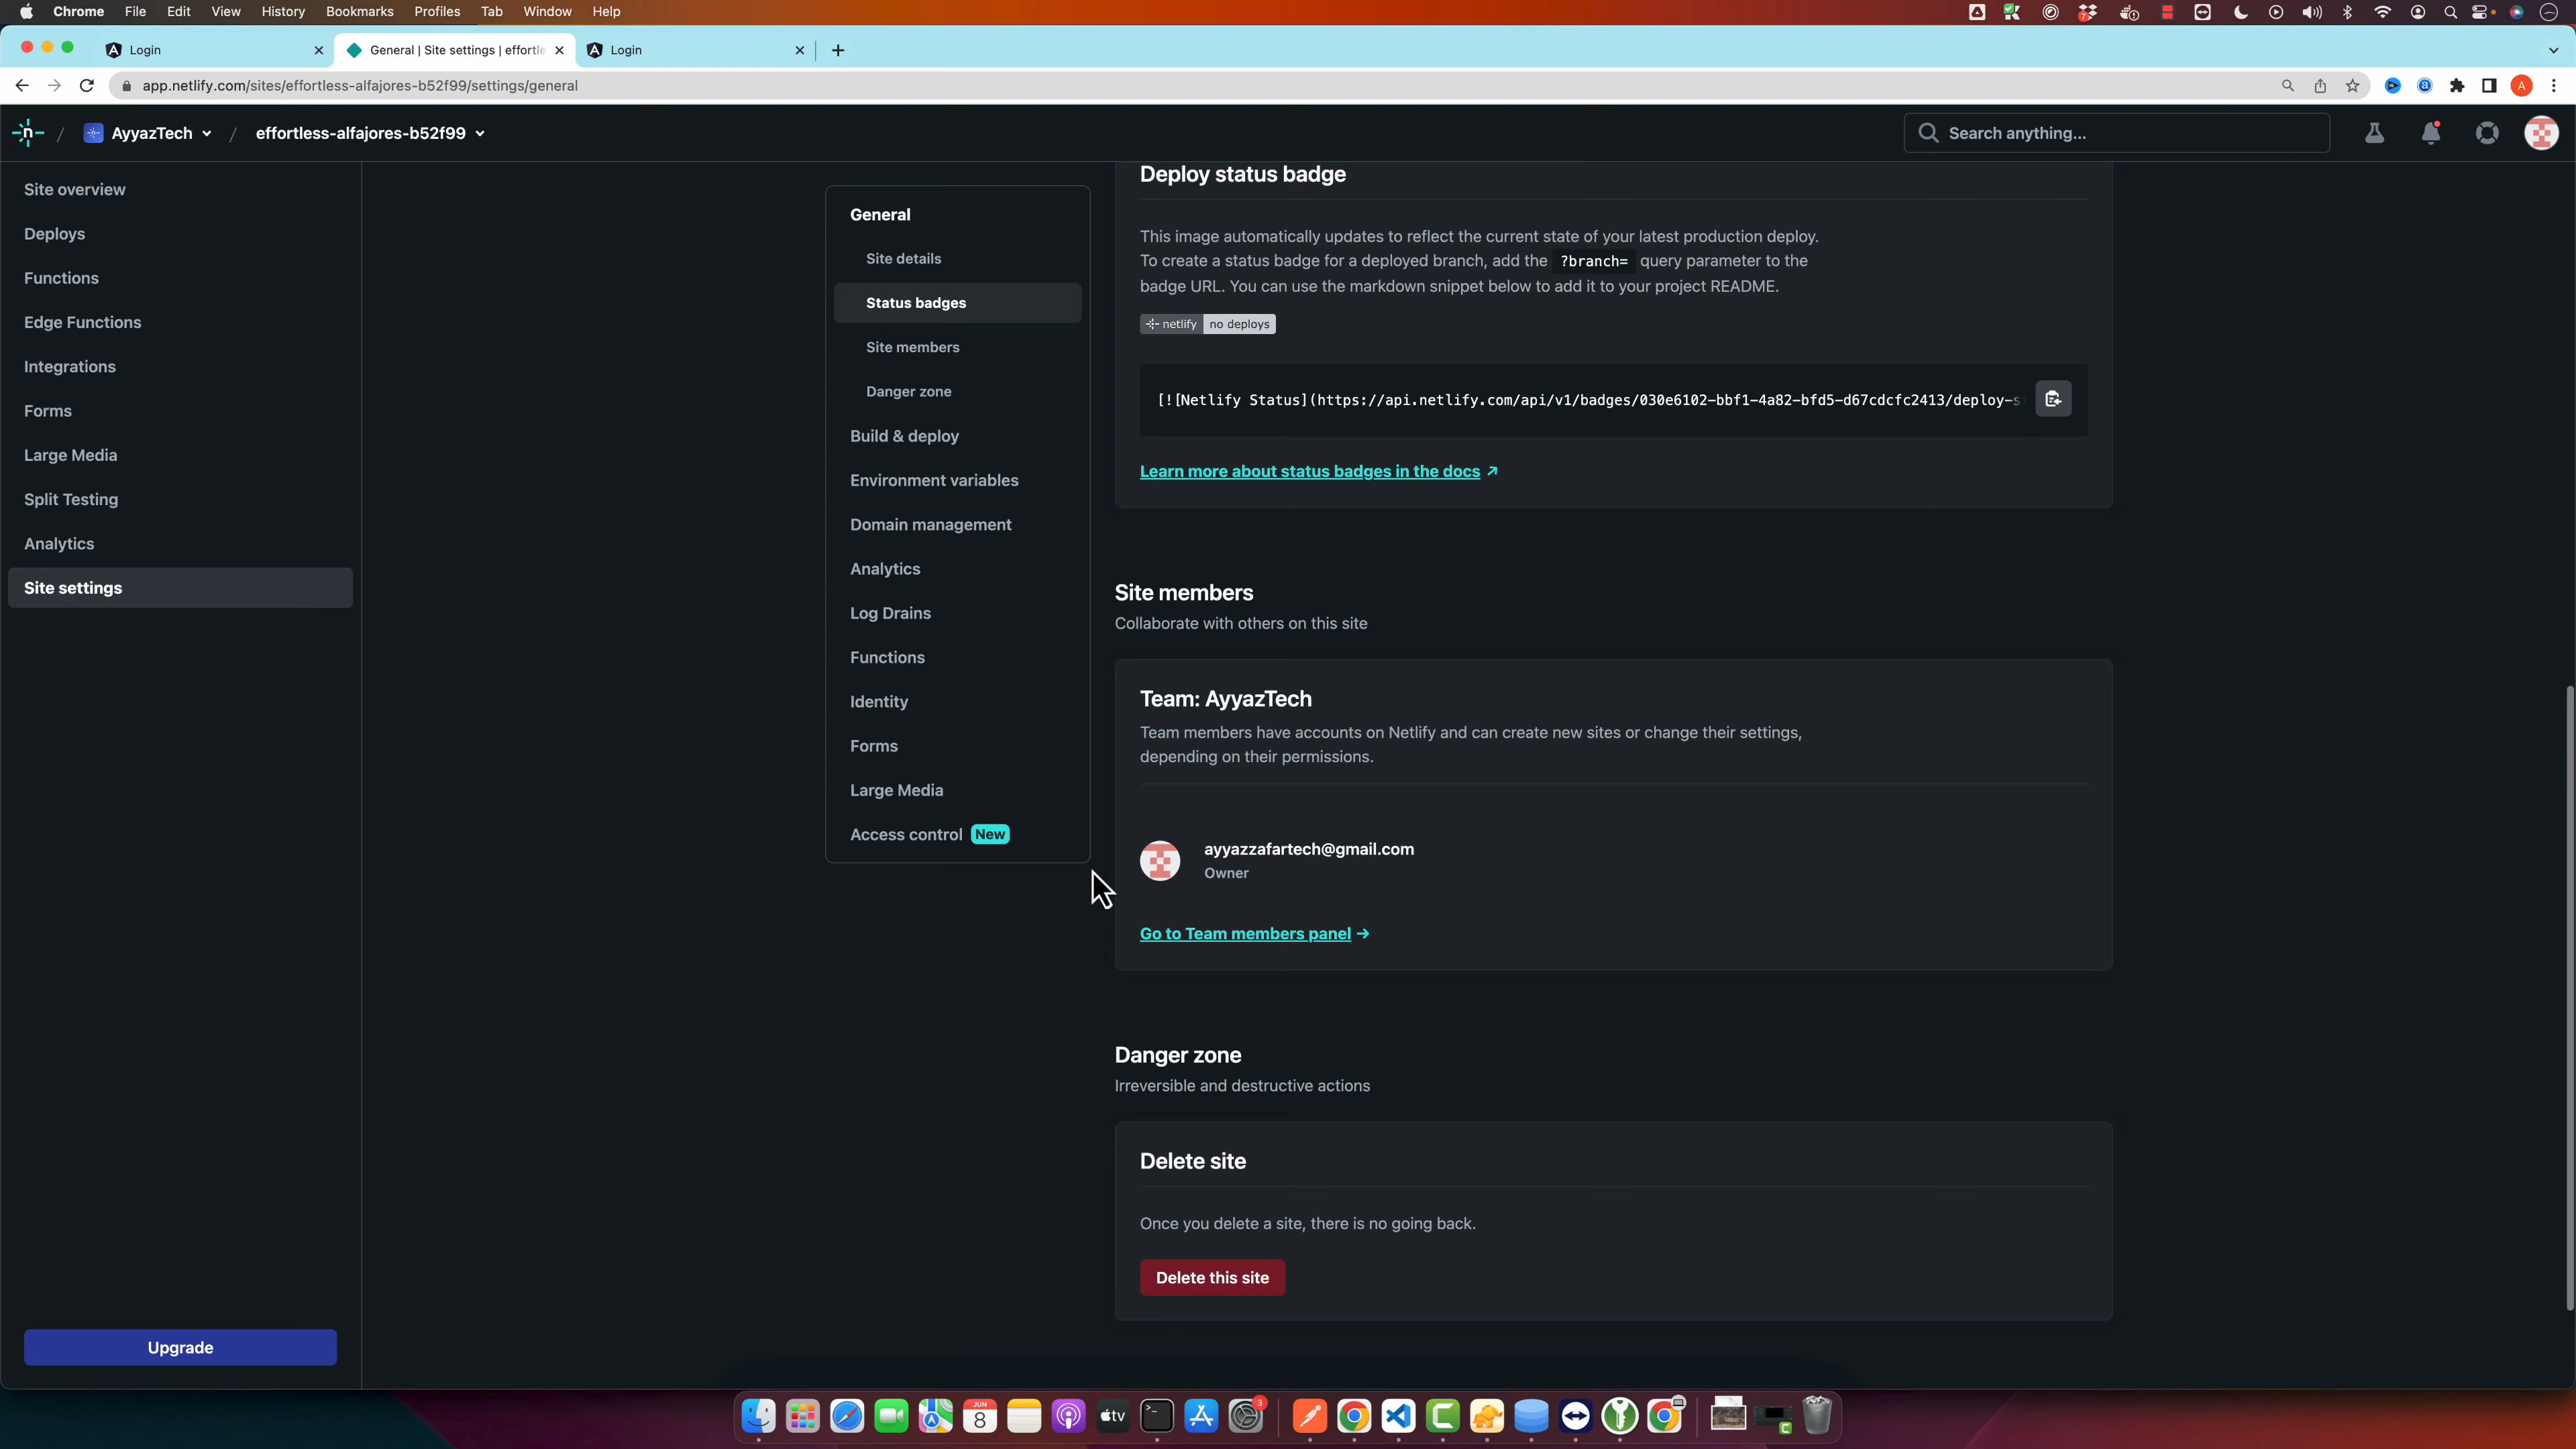 Chrome File Edit View History Bookmarks Profiles Tab Window Help
Login
General | Site settings | effortle
Login
app.netlify.com/sites/effortless-alfajores-b52f99/settings/general
AyyazTech
effortless-alfajores-b52f99
Search anything...
Site overview
Deploys
Functions
Edge Functions
Integrations
Forms
Large Media
Split Testing
Analytics
Site settings
Upgrade
General
Site details
Status badges
Site members
Danger zone
Build & deploy
Environment variables
Domain management
Analytics
Log Drains
Functions
Identity
Forms
Large Media
Access control New
Deploy status badge
This image automatically updates to reflect the current state of your latest production deploy.
To create a status badge for a deployed branch, add the ?branch= query parameter to the
badge URL. You can use the markdown snippet below to add it to your project README.
netlify no deploys
[![Netlify Status](https://api.netlify.com/api/v1/badges/030e6102-bbf1-4a82-bfd5-d67cdcfc2413/deploy-s
Learn more about status badges in the docs
Site members
Collaborate with others on this site
Team: AyyazTech
Team members have accounts on Netlify and can create new sites or change their settings,
depending on their permissions.
ayyazzafartech@gmail.com
Owner
Go to Team members panel
Danger zone
Irreversible and destructive actions
Delete site
Once you delete a site, there is no going back.
Delete this site
JUN
8
tv
3